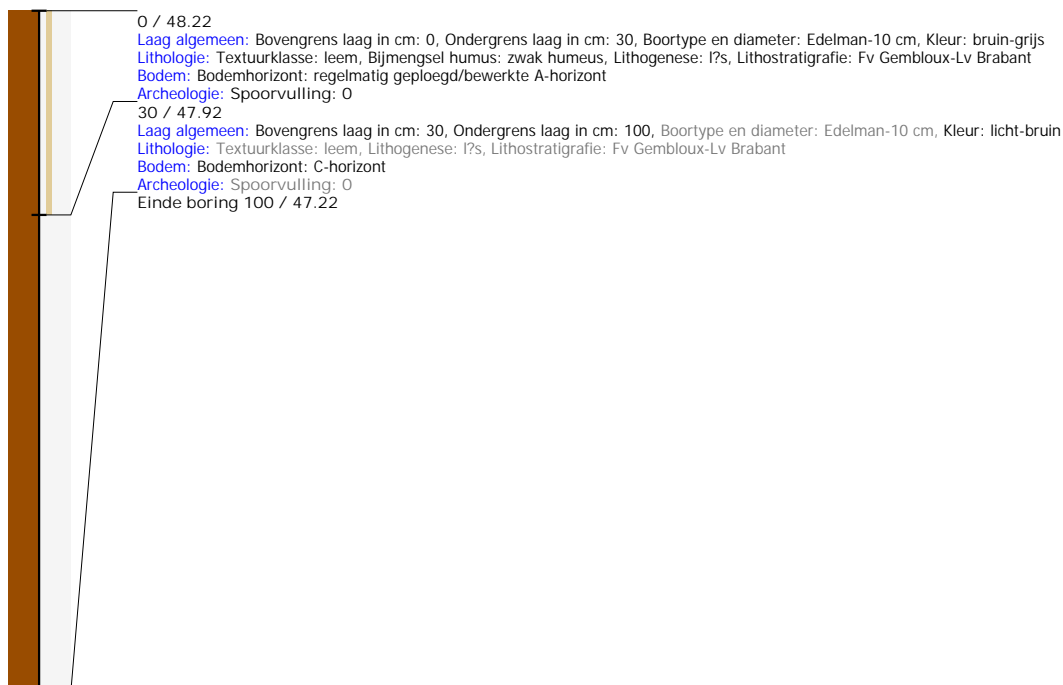 0 / 48.22
Laag algemeen: Bovengrens laag in cm: 0, Ondergrens laag in cm: 30, Boortype en diameter: Edelman-10 cm, Kleur: bruin-grijs
Lithologie: Textuurklasse: leem, Bijmengsel humus: zwak humeus, Lithogenese: l?s, Lithostratigrafie: Fv Gembloux-Lv Brabant
Bodem: Bodemhorizont: regelmatig geploegd/bewerkte A-horizont
Archeologie: Spoorvulling: 0
30 / 47.92
Laag algemeen: Bovengrens laag in cm: 30, Ondergrens laag in cm: 100, Boortype en diameter: Edelman-10 cm, Kleur: licht-bruin
Lithologie: Textuurklasse: leem, Lithogenese: l?s, Lithostratigrafie: Fv Gembloux-Lv Brabant
Bodem: Bodemhorizont: C-horizont
Archeologie: Spoorvulling: 0
Einde boring 100 / 47.22